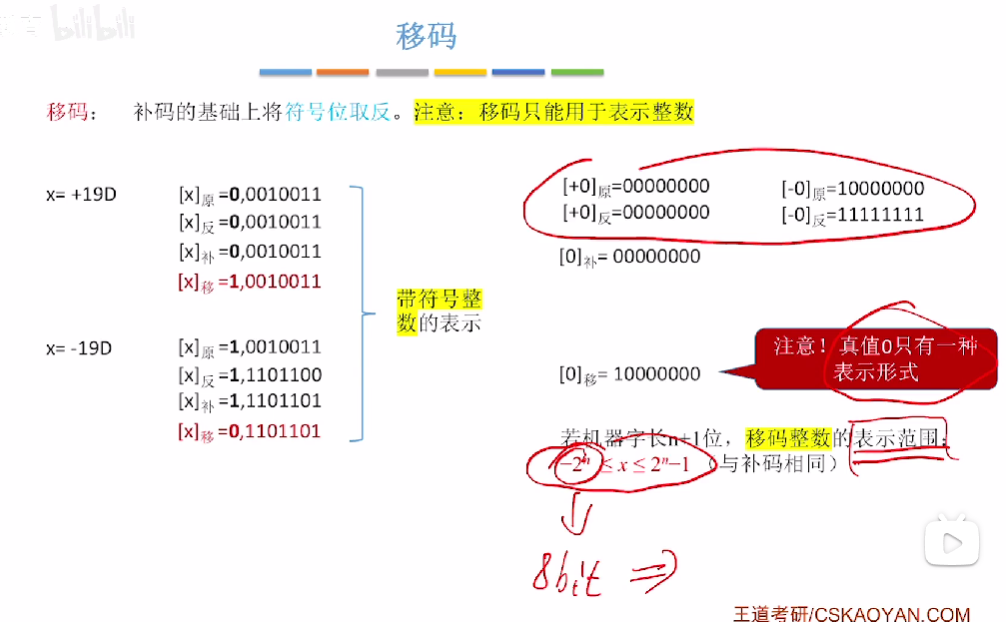 bilibili
移码
移码： 补码的基础上将符号位取反。注意：移码只能用于表示整数
x= +19D
[x]原 =0,0010011
[x]反 =0,0010011
[x]补 =0,0010011
[x]移 =1,0010011
x= -19D
[x]原 =1,0010011
[x]反 =1,1101100
[x]补 =1,1101101
[x]移 =0,1101101
带符号整
数的表示
[+0]原=00000000 [-0]原=10000000
[+0]反=00000000 [-0]反=11111111
[0]补= 00000000
[0]移= 10000000
注意！真值0只有一种
表示形式
若机器字长n+1位，移码整数的表示范围：
−2ⁿ ≤ x ≤ 2ⁿ−1 （与补码相同）
8bit ⇒
王道考研/CSKAOYAN.COM